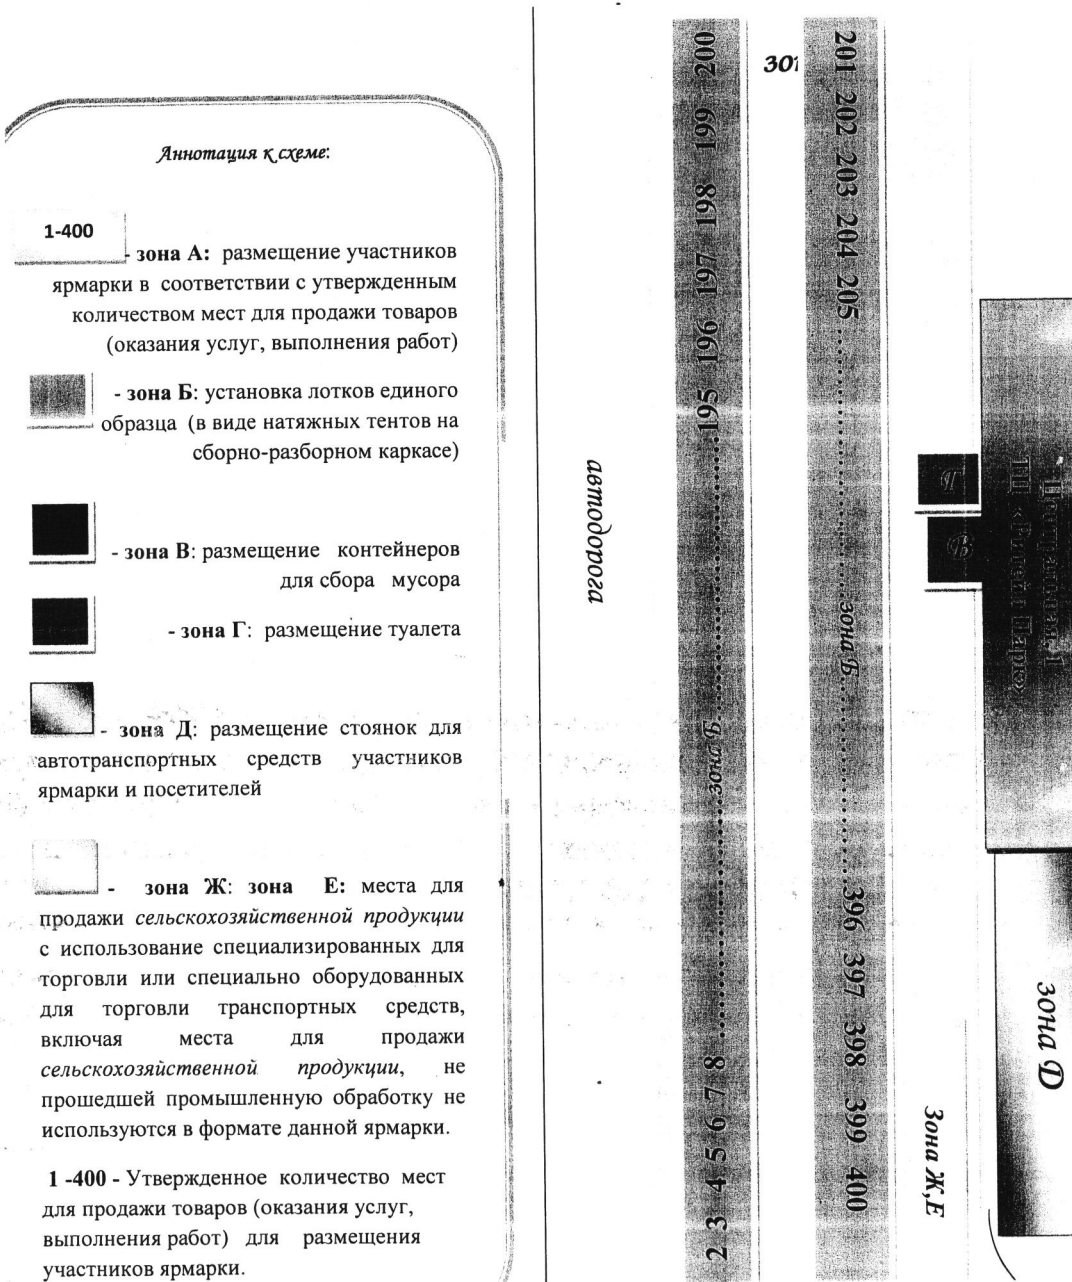 Аннотация к схеме:
1-400
- зона А: размещение участников
ярмарки в соответствии с утвержденным
количеством мест для продажи товаров
(оказания услуг, выполнения работ)
- зона Б: установка лотков единого
образца (в виде натяжных тентов на
сборно-разборном каркасе)
- зона В: размещение контейнеров
для сбора мусора
- зона Г: размещение туалета
- зона Д: размещение стоянок для
автотранспортных средств участников
ярмарки и посетителей
- зона Ж: зона Е: места для
продажи сельскохозяйственной продукции
с использование специализированных для
торговли или специально оборудованных
для торговли транспортных средств,
включая места для продажи
сельскохозяйственной продукции, не
прошедшей промышленную обработку не
используются в формате данной ярмарки.
1 -400 - Утвержденное количество мест
для продажи товаров (оказания услуг,
выполнения работ) для размещения
участников ярмарки.
автодорога
2 3 4 5 6 7 8 ...........................зона Б...........................195 196 197 198 199 200
301
201 202 203 204 205...........................зона Б...........................396 397 398 399 400
Г
В
Центральная, 1
ТЦ Парк»
зона D
Зона Ж,Е